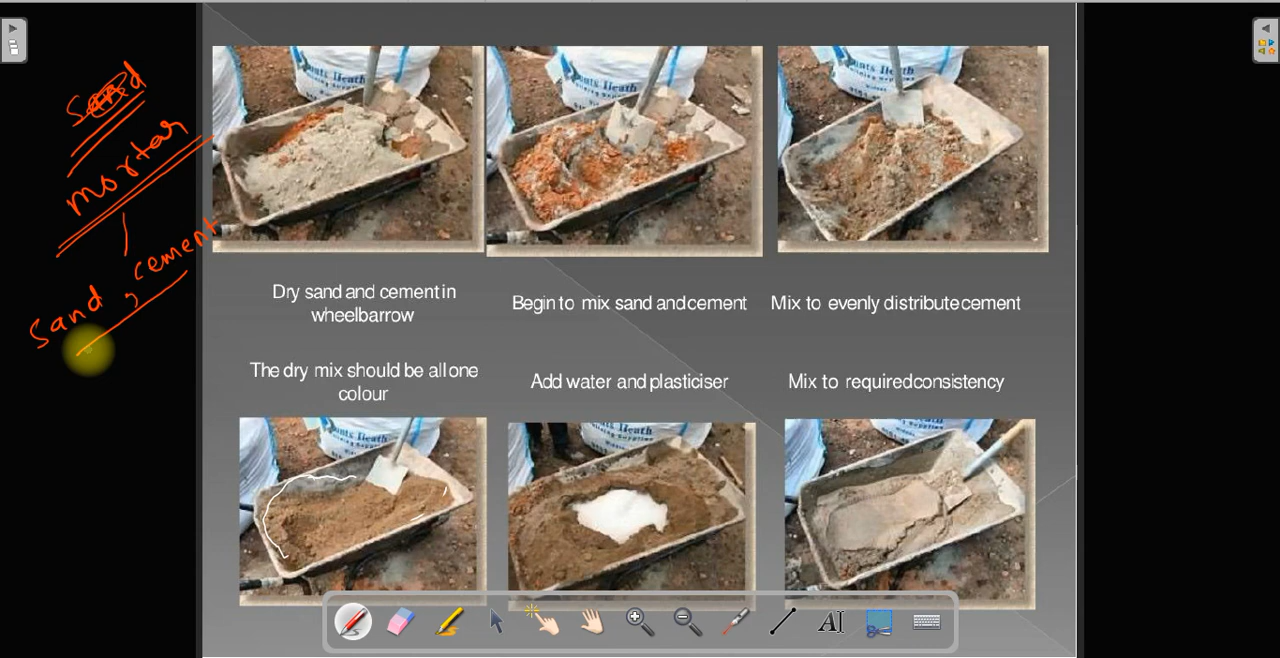 mortar
sand, cement
Dry sand and cement in
wheelbarrow
Begin to mix sand and cement
Mix to evenly distribute cement
The dry mix should be all one
colour
Add water and plasticiser
Mix to required consistency
AI